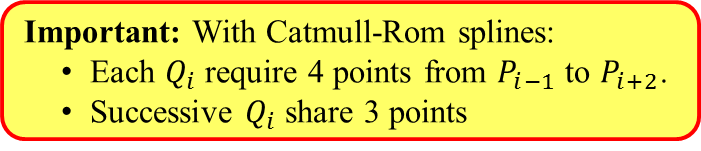 Important: With Catmull-Rom splines:
• Each Qᵢ require 4 points from Pᵢ₋₁ to Pᵢ₊₂.
• Successive Qᵢ share 3 points